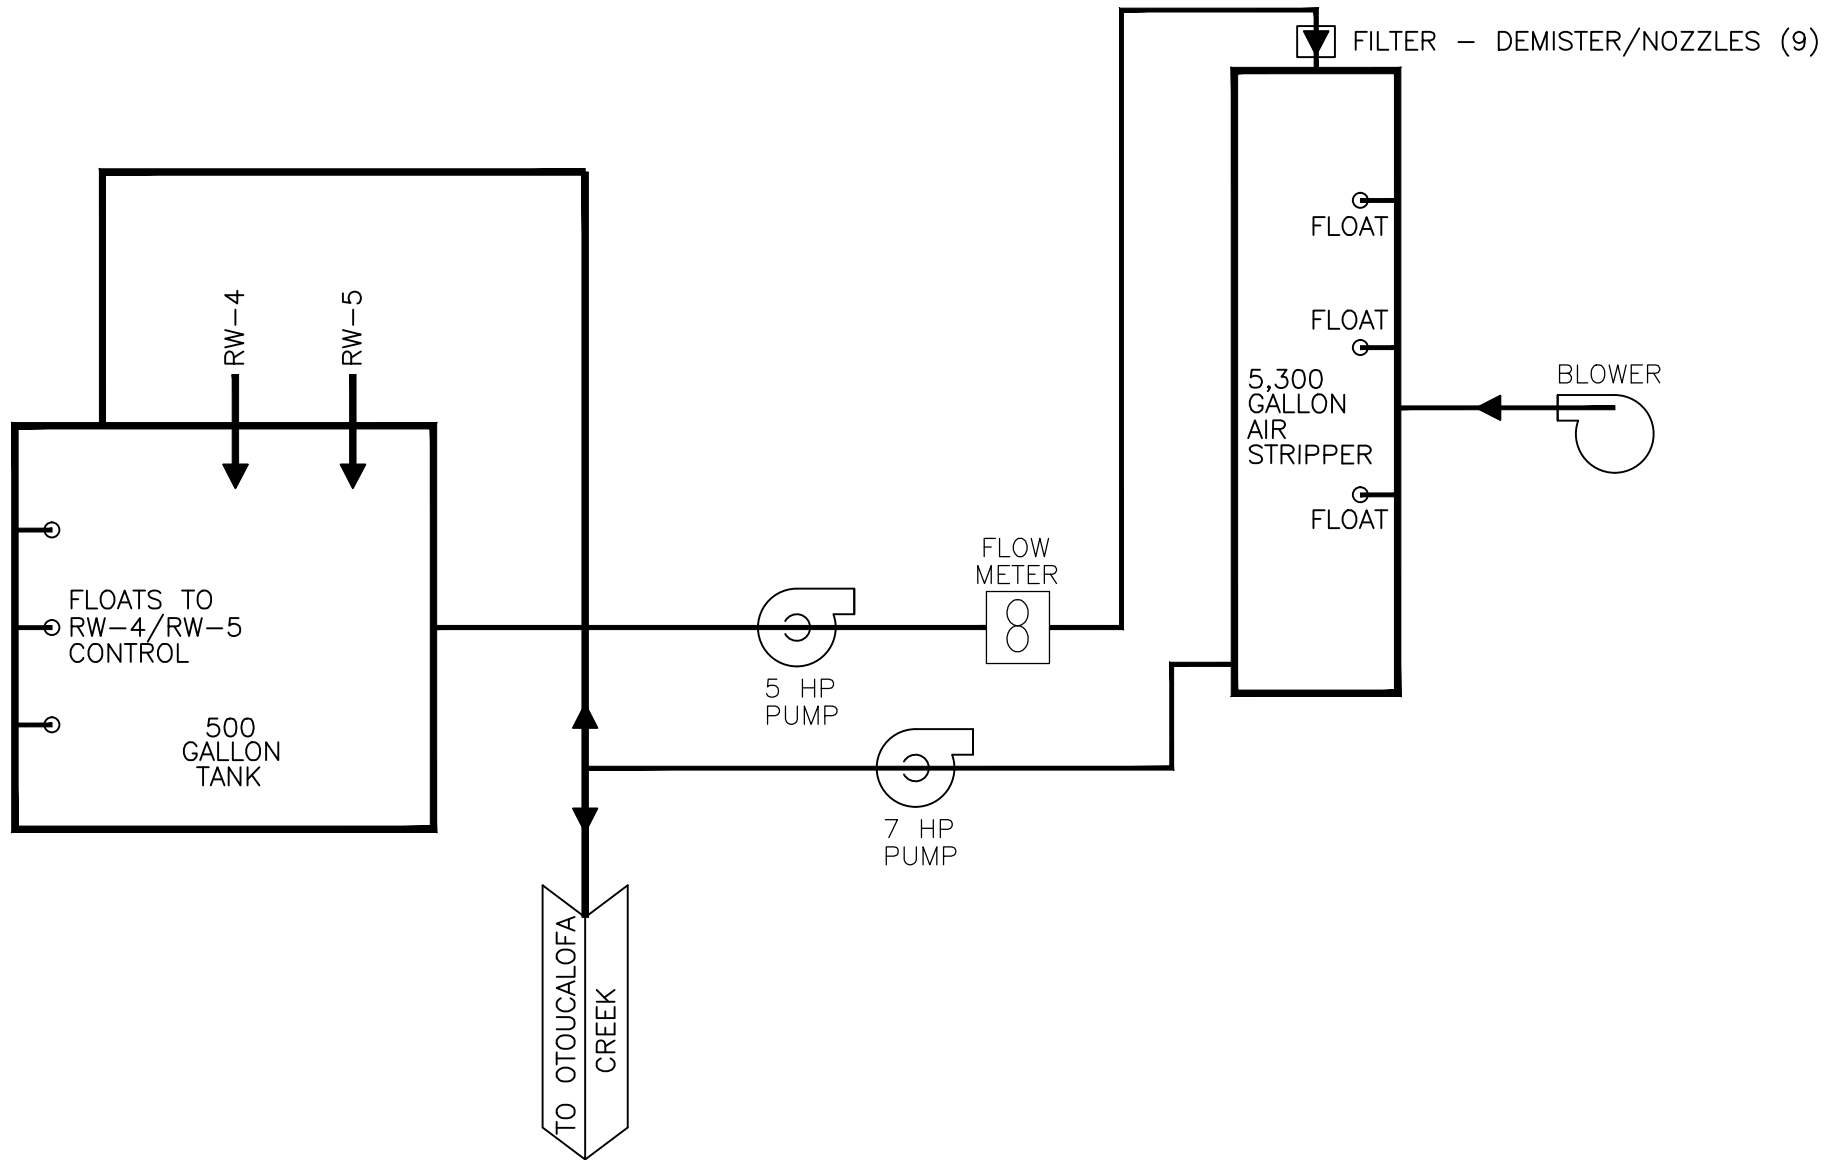 FILTER – DEMISTER/NOZZLES (9)
FLOAT
RW–4
RW–5
FLOAT
BLOWER
5,300
GALLON
AIR
STRIPPER
FLOAT
FLOW
METER
FLOATS TO
RW–4/RW–5
CONTROL
5 HP
PUMP
500
GALLON
TANK
7 HP
PUMP
TO OTOUCALOFA
CREEK